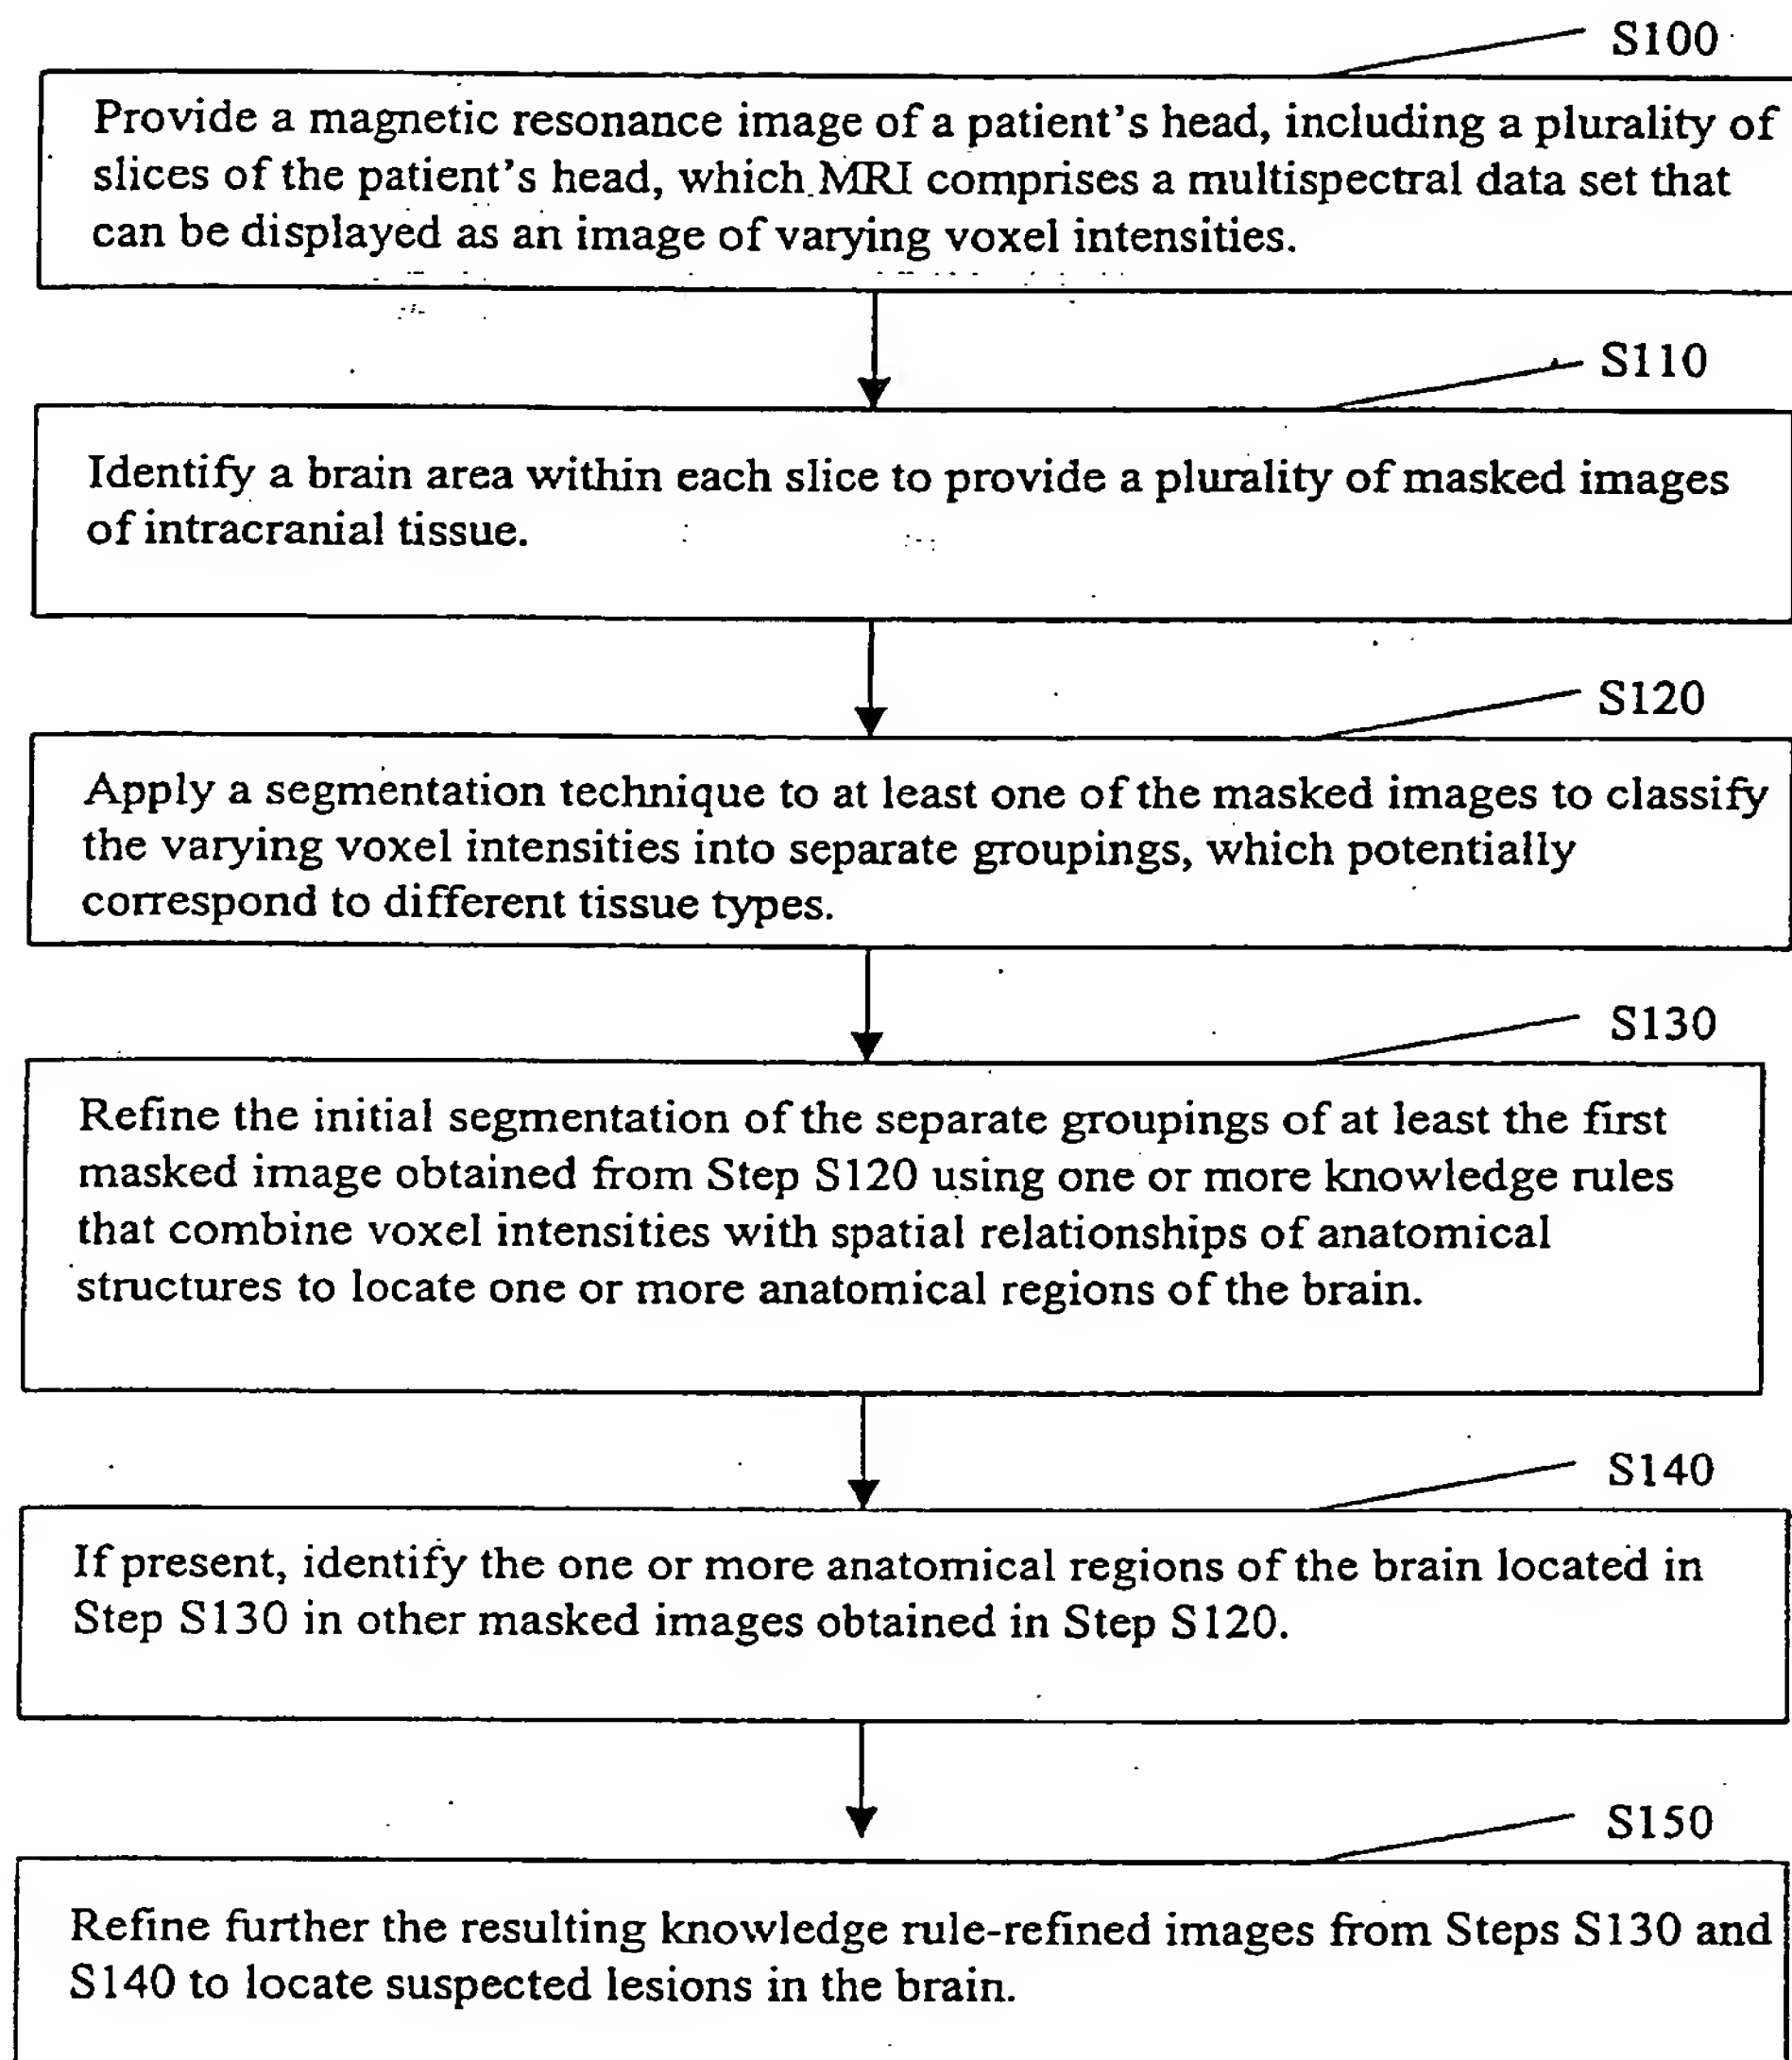 S100
Provide a magnetic resonance image of a patient's head, including a plurality of
slices of the patient's head, which MRI comprises a multispectral data set that
can be displayed as an image of varying voxel intensities.
S110
Identify a brain area within each slice to provide a plurality of masked images
of intracranial tissue.
S120
Apply a segmentation technique to at least one of the masked images to classify
the varying voxel intensities into separate groupings, which potentially
correspond to different tissue types.
S130
Refine the initial segmentation of the separate groupings of at least the first
masked image obtained from Step S120 using one or more knowledge rules
that combine voxel intensities with spatial relationships of anatomical
structures to locate one or more anatomical regions of the brain.
S140
If present, identify the one or more anatomical regions of the brain located in
Step S130 in other masked images obtained in Step S120.
S150
Refine further the resulting knowledge rule-refined images from Steps S130 and
S140 to locate suspected lesions in the brain.